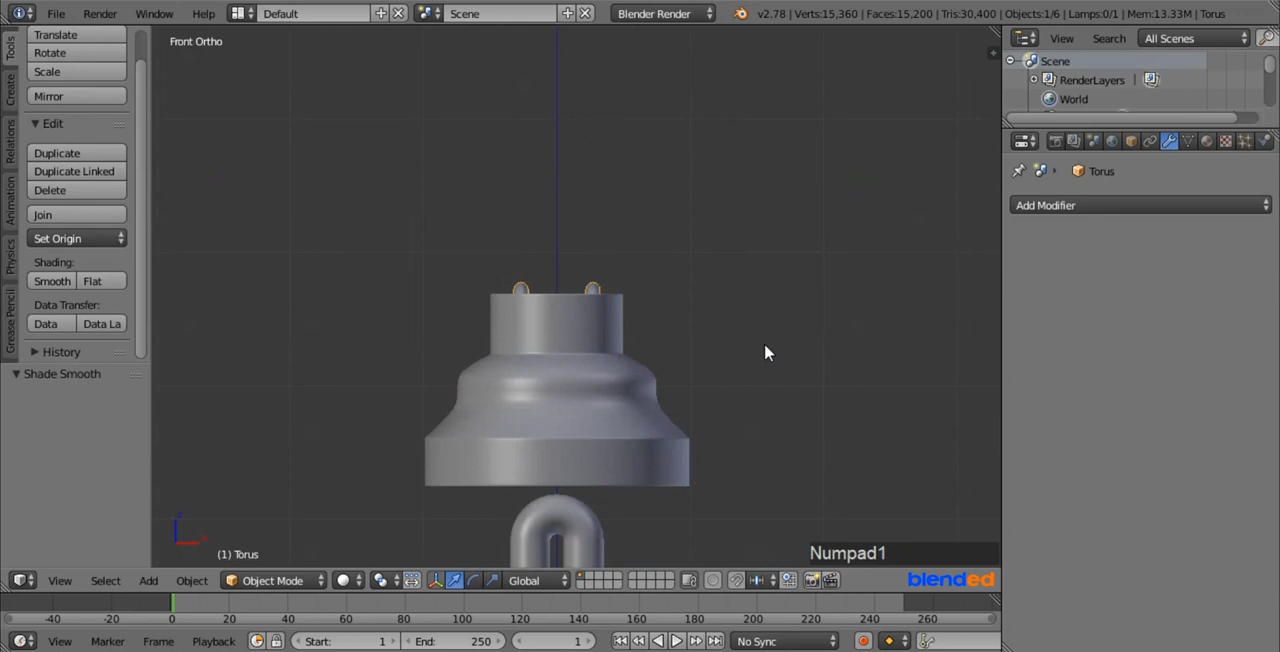 File Render Window Help Default Scene Blender Render v2.78 | Verts:15,360 | Faces:15,200 | Tris:30,400 | Objects:1/6 | Lamps:0/1 | Mem:13.33M | Torus
Tools
Create
Relations
Animation
Physics
Grease Pencil
Translate
Rotate
Scale
Mirror
Edit
Duplicate
Duplicate Linked
Delete
Join
Set Origin
Shading:
Smooth Flat
Data Transfer:
Data Data La
History
Shade Smooth
Front Ortho
(1) Torus
Numpad1
View Search All Scenes
Scene
RenderLayers
World
Torus
Add Modifier
View Select Add Object Object Mode Global blended
-40 -20 0 20 40 60 80 100 120 140 160 180 200 220 240 260
View Marker Frame Playback Start: 1 End: 250 1 No Sync